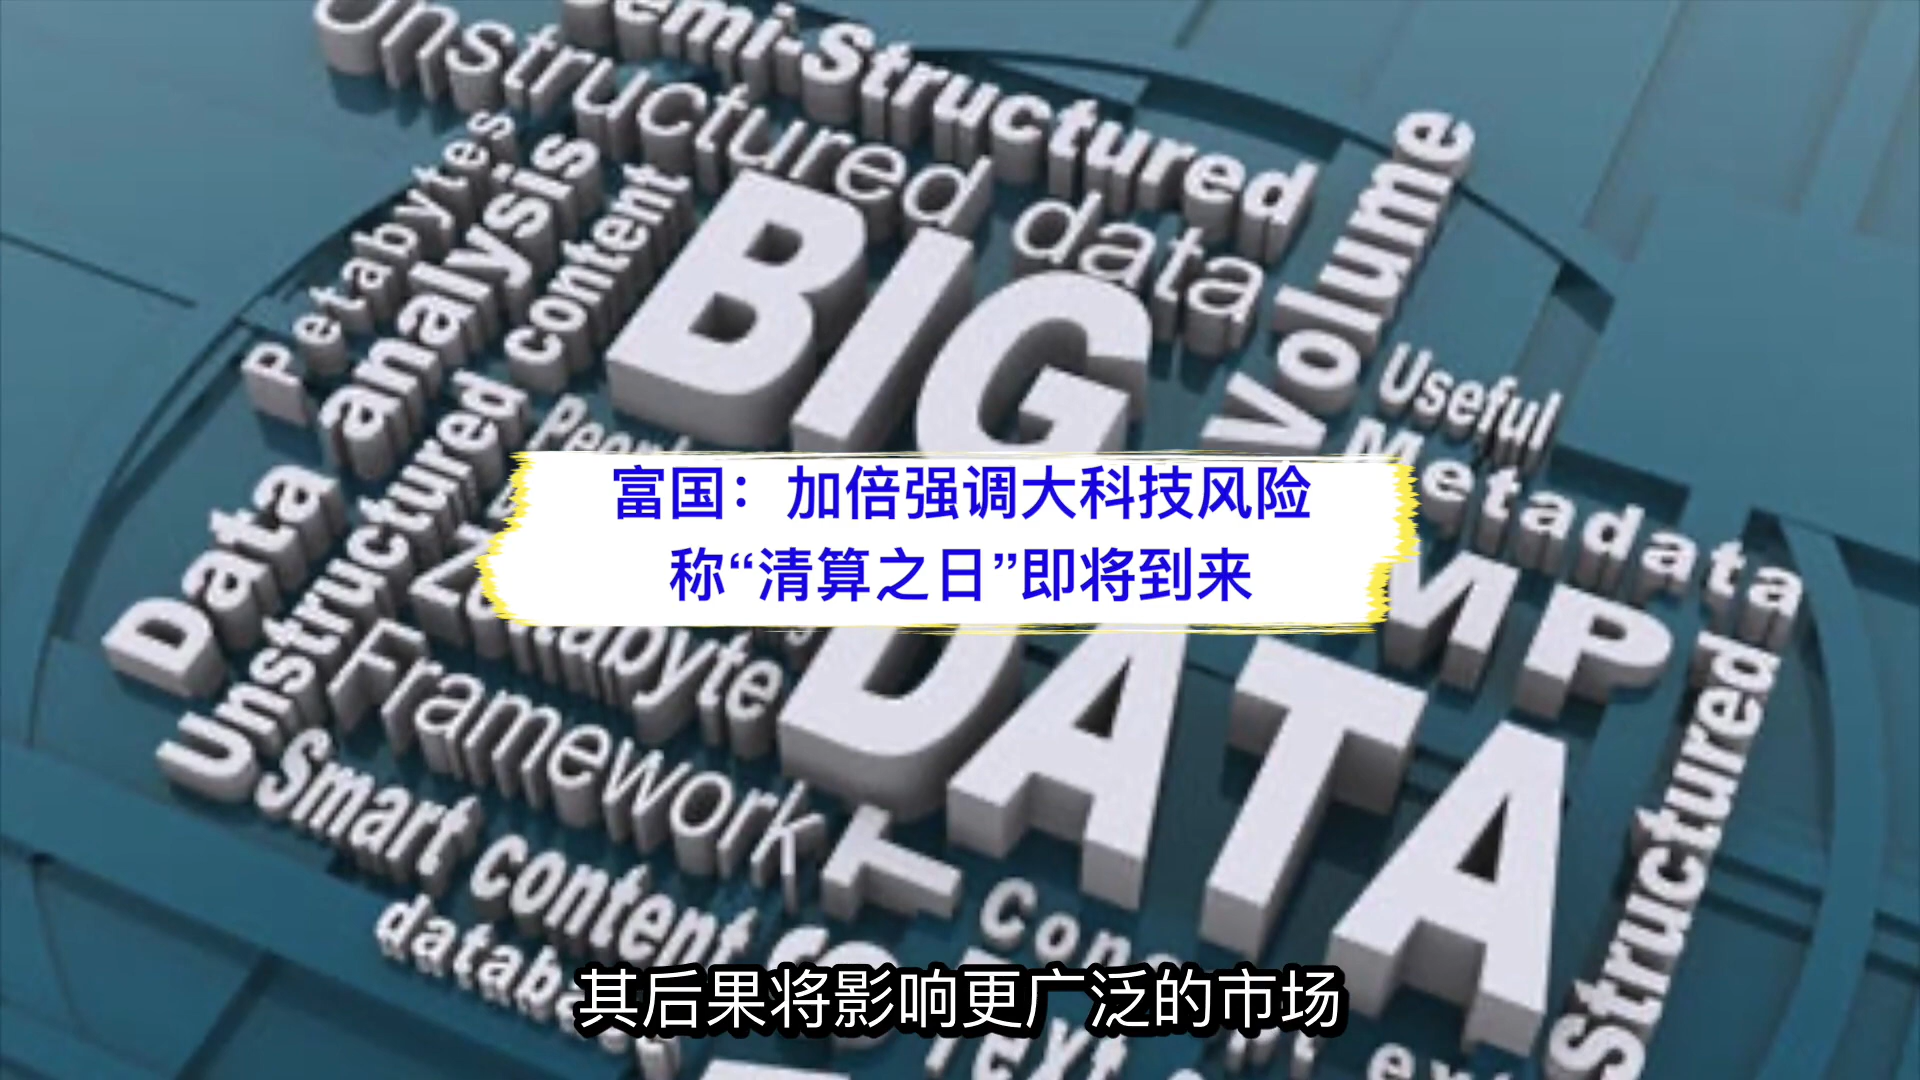 Semi-Structured
Unstructured data
Petabytes
analysis
content
Volume
BIG
Useful
Metadata
Data
Unstructured
富国：加倍强调大科技风险
称“清算之日”即将到来
MP
DATA
Framework
Structured
Smart content
其后果将影响更广泛的市场